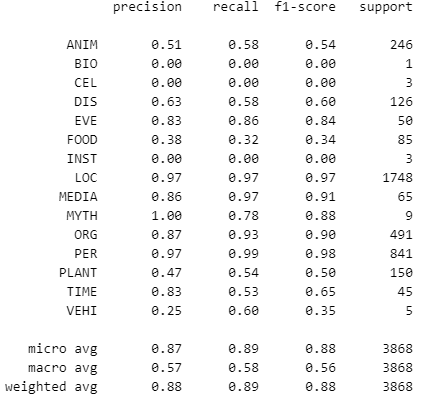 precision recall f1-score support
ANIM 0.51 0.58 0.54 246
BIO 0.00 0.00 0.00 1
CEL 0.00 0.00 0.00 3
DIS 0.63 0.58 0.60 126
EVE 0.83 0.86 0.84 50
FOOD 0.38 0.32 0.34 85
INST 0.00 0.00 0.00 3
LOC 0.97 0.97 0.97 1748
MEDIA 0.86 0.97 0.91 65
MYTH 1.00 0.78 0.88 9
ORG 0.87 0.93 0.90 491
PER 0.97 0.99 0.98 841
PLANT 0.47 0.54 0.50 150
TIME 0.83 0.53 0.65 45
VEHI 0.25 0.60 0.35 5
micro avg 0.87 0.89 0.88 3868
macro avg 0.57 0.58 0.56 3868
weighted avg 0.88 0.89 0.88 3868